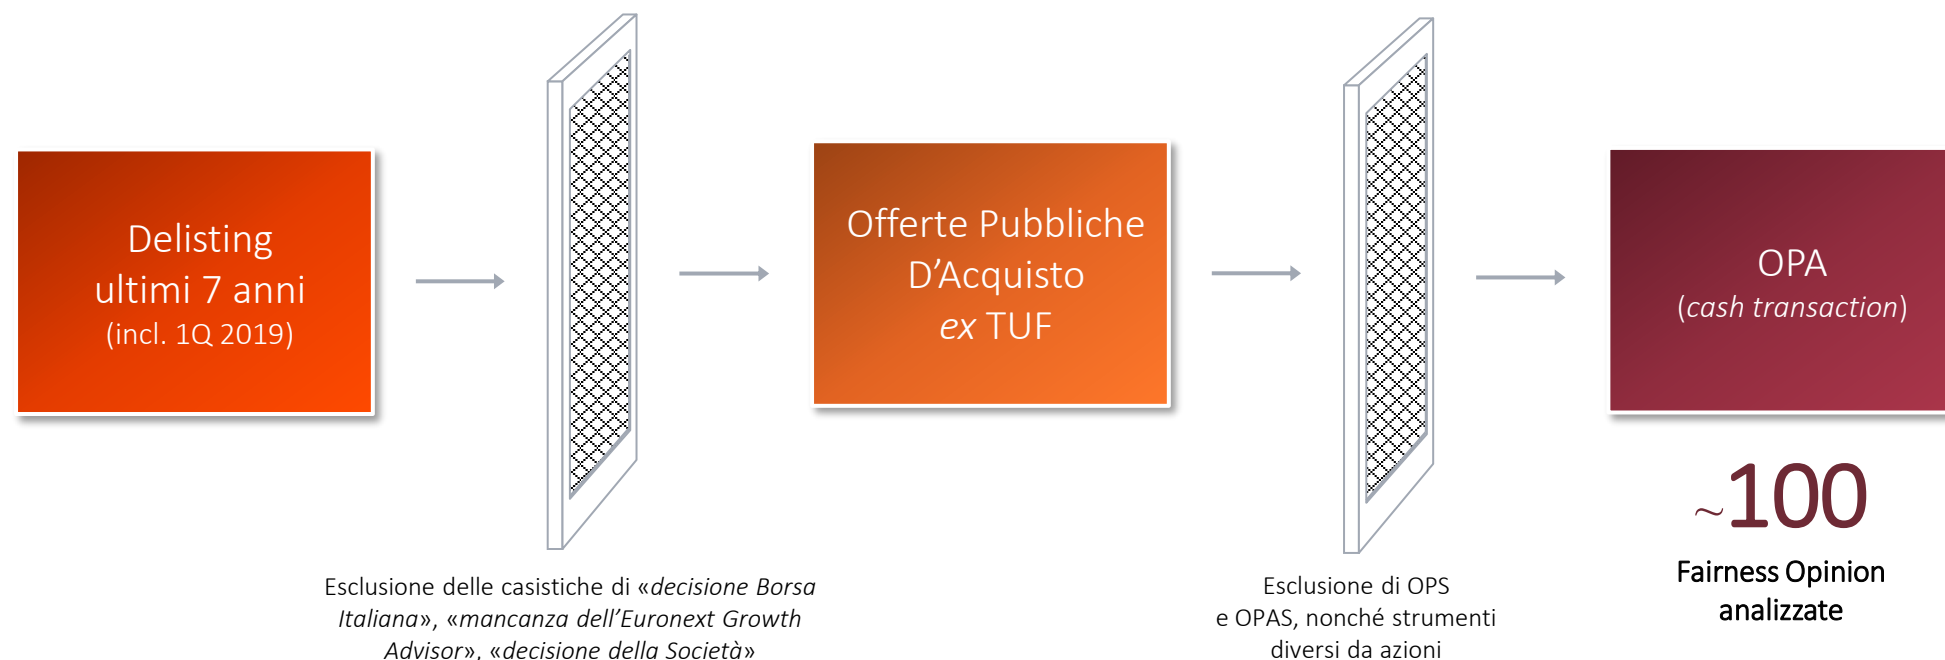 Delisting
ultimi 7 anni
(incl. 1Q 2019)
Esclusione delle casistiche di «decisione Borsa
Italiana», «mancanza dell’Euronext Growth
Advisor», «decisione della Società»
Offerte Pubbliche
D’Acquisto
ex TUF
Esclusione di OPS
e OPAS, nonché strumenti
diversi da azioni
OPA
(cash transaction)
~100
Fairness Opinion
analizzate